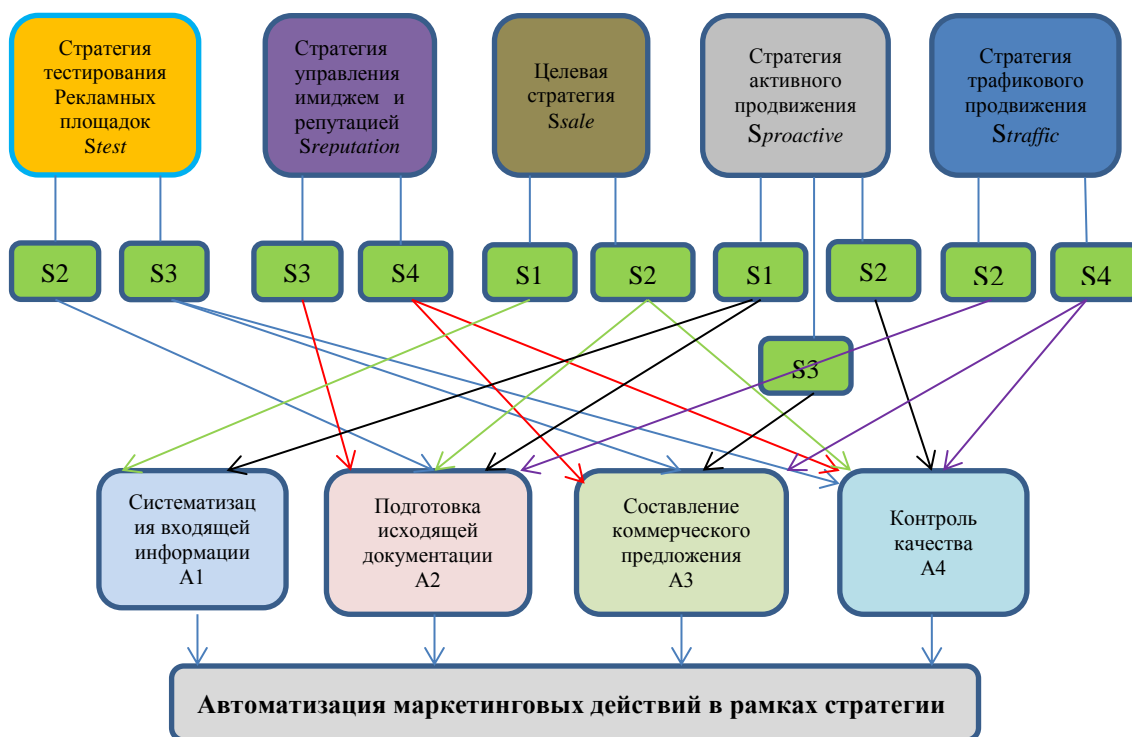 Стратегия
тестирования
Рекламных
площадок
Stest
Стратегия
управления
имиджем и
репутацией
Sreputation
Целевая
стратегия
Ssale
Стратегия
активного
продвижения
Sproactive
Стратегия
трафикового
продвижения
Straffic
S2
S3
S3
S4
S1
S2
S1
S2
S2
S4
S3
Систематизац
ия входящей
информации
A1
Подготовка
исходящей
документации
A2
Составление
коммерческого
предложения
A3
Контроль
качества
A4
Автоматизация маркетинговых действий в рамках стратегии